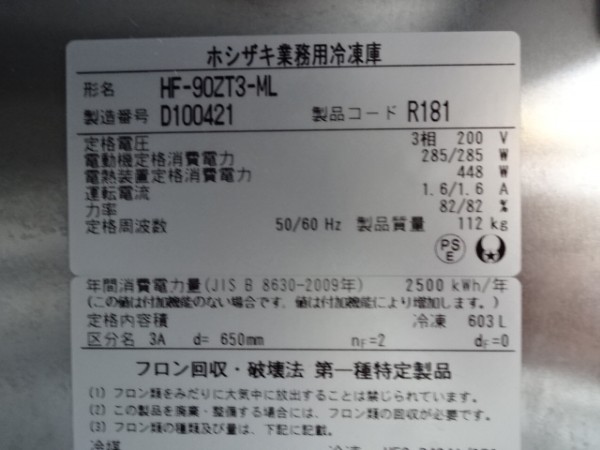 ホシザキ業務用冷凍庫
形名 HF-90ZT3-ML
製造番号 D100421 製品コード R181
定格電圧 3相 200 V
電動機定格消費電力 285/285 W
電熱装置定格消費電力 448 W
運転電流 1.6/1.6 A
力率 82/82 %
定格周波数 50/60 Hz 製品質量 112 kg
PS E
年間消費電力量(JIS B 8630-2009年) 2500 kWh/年
(この値は付加機能のない場合です、値は付加機能により増加します。)
定格内容積 冷凍 603 L
区分名 3A d= 650mm nF=2 dF=0
フロン回収・破壊法 第一種特定製品
(1) フロン類をみだりに大気中に放出することは禁じられています。
(2) この製品を廃棄・整備する場合には、フロン類の回収が必要です。
(3) フロン類の種類及び量は、下記に記載。
冷媒